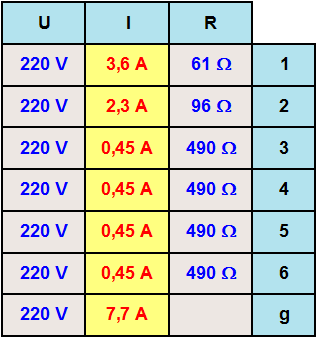 U I R
220 V 3,6 A 61 Ω 1
220 V 2,3 A 96 Ω 2
220 V 0,45 A 490 Ω 3
220 V 0,45 A 490 Ω 4
220 V 0,45 A 490 Ω 5
220 V 0,45 A 490 Ω 6
220 V 7,7 A g